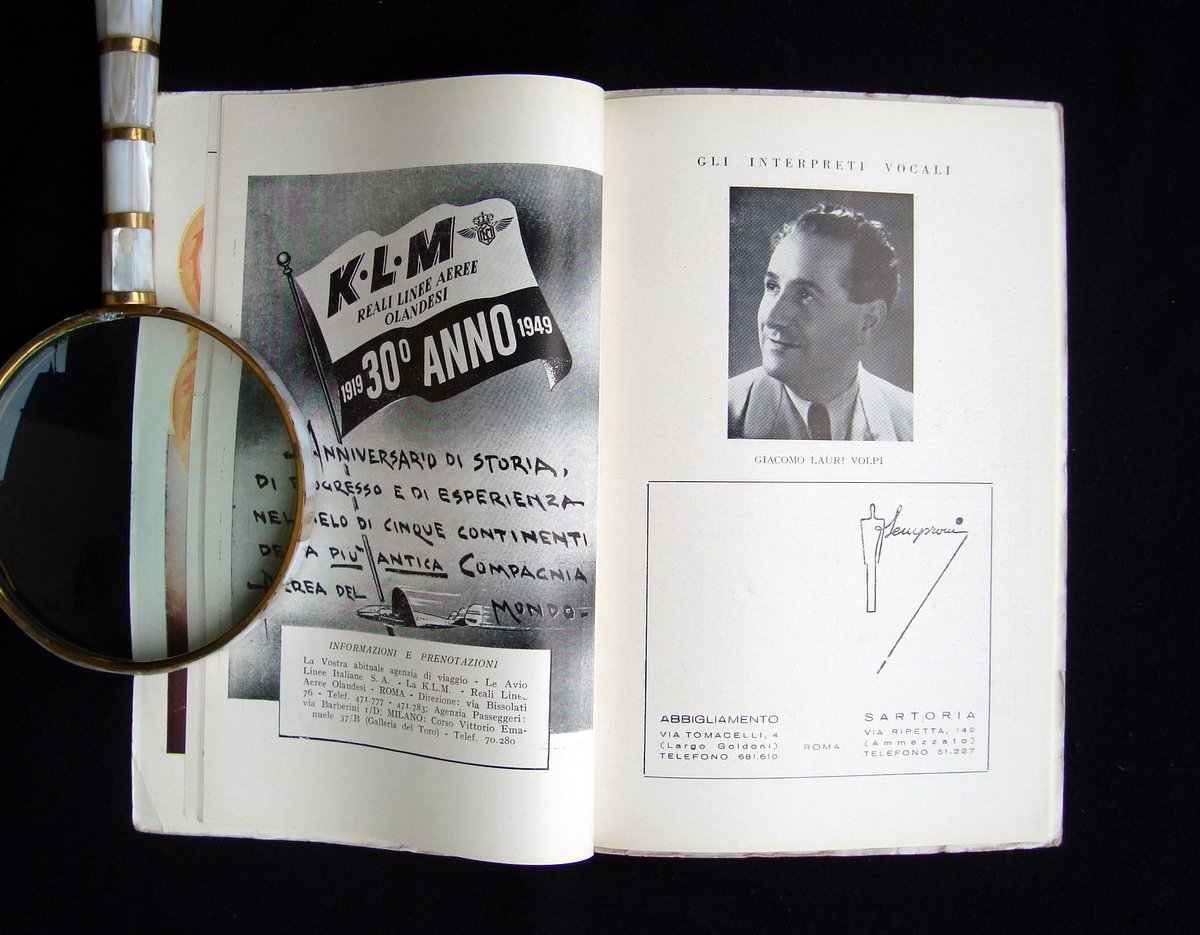 K·L·M
REALI LINEE AEREE
OLANDESI
1919 30º ANNO 1949
ANNIVERSARIO DI STORIA,
DI PROGRESSO E DI ESPERIENZA
NEL CIELO DI CINQUE CONTINENTI
DELLA PIU' ANTICA COMPAGNIA
AEREA DEL
MONDO-
INFORMAZIONI E PRENOTAZIONI
La Vostra abituale agenzia di viaggio - Le Avio
Linee Italiane S. A. - La K.L.M. - Reali Linee
Aeree Olandesi - ROMA - Direzione: via Bissolati
76 - Telef. 471.777 - 471.783; Agenzia Passeggeri:
via Barberini 1/D; MILANO: Corso Vittorio Ema-
nuele 37/B (Galleria del Toro) - Telef. 70.280
GLI INTERPRETI VOCALI
GIACOMO LAURI VOLPI
Semproni
ABBIGLIAMENTO
VIA TOMACELLI, 4
(Largo Goldoni)
TELEFONO 681.610
ROMA
SARTORIA
VIA RIPETTA, 142
(Ammezzato)
TELEFONO 51.227